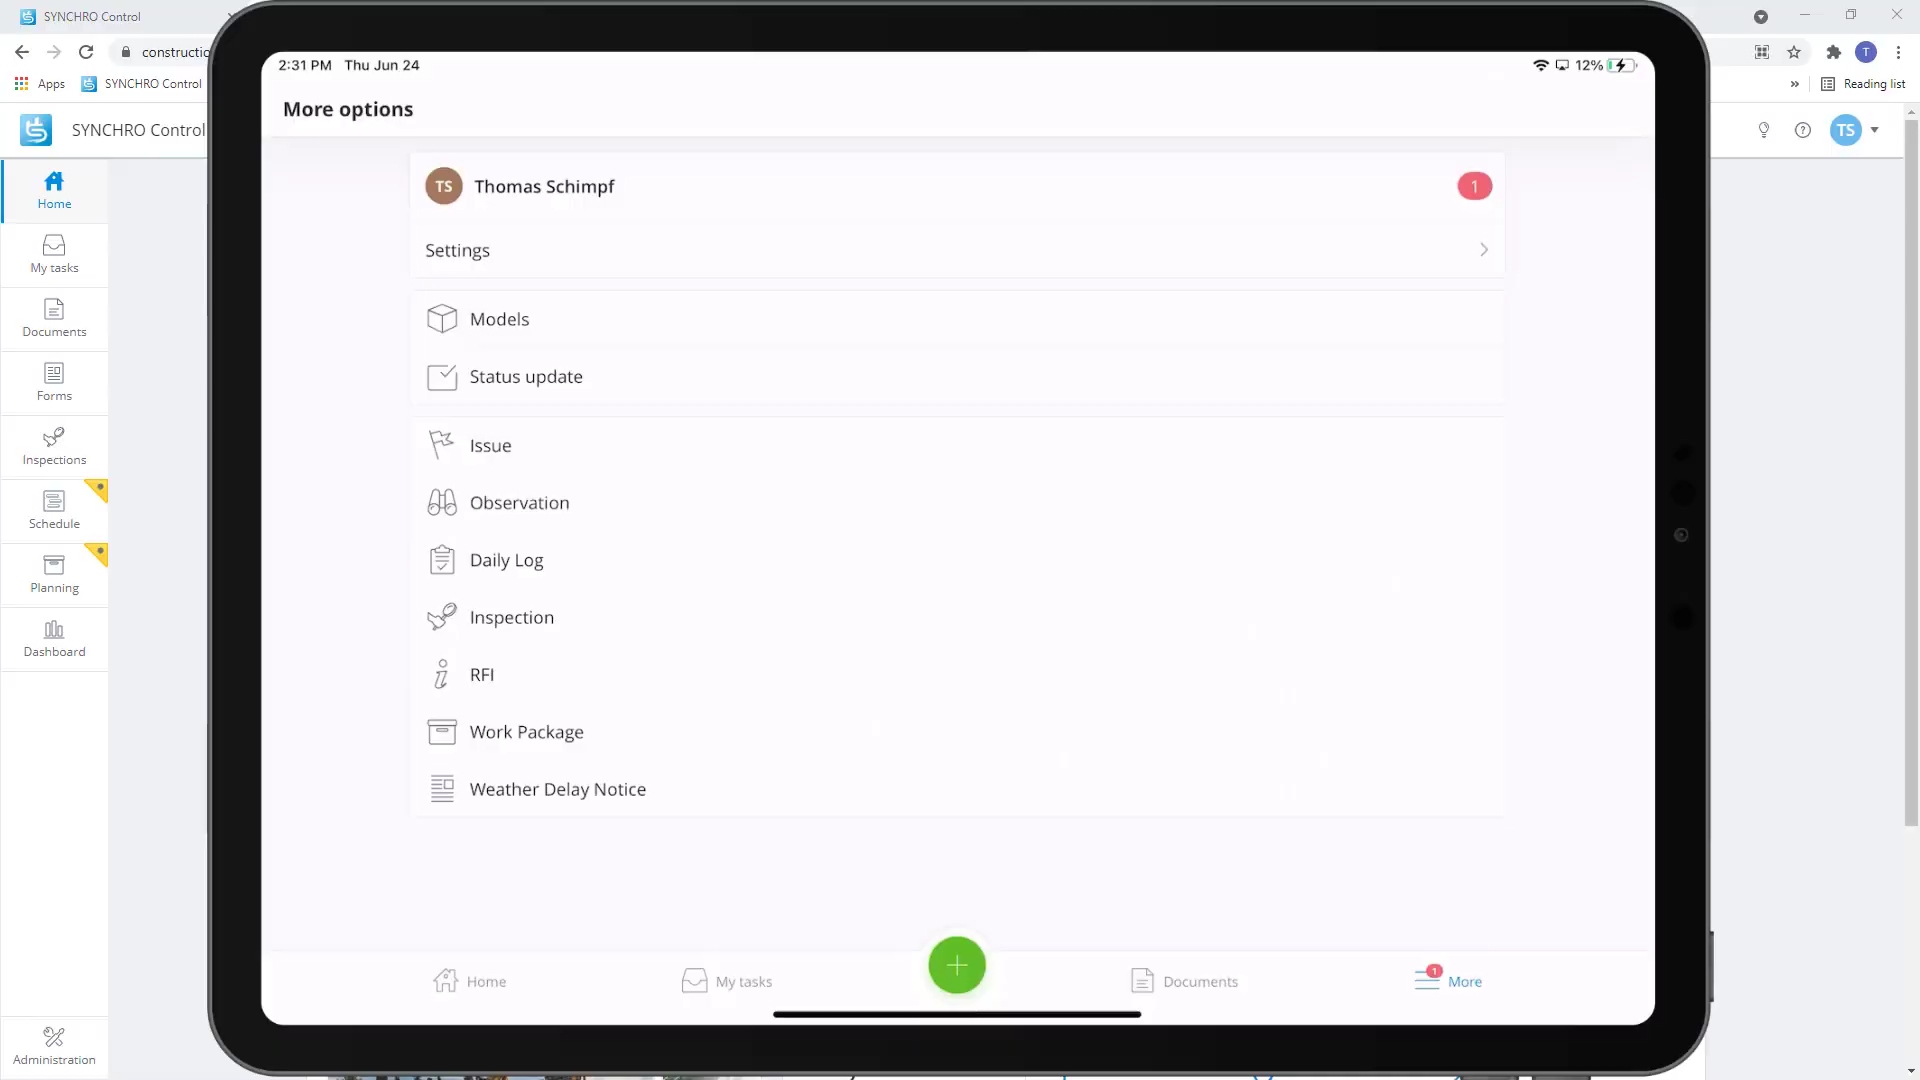 SYNCHRO Control
constructio
Apps
SYNCHRO Control
Reading list
SYNCHRO Control
TS
Home
My tasks
Documents
Forms
Inspections
Schedule
Planning
Dashboard
Administration
2:31 PM Thu Jun 24
12%
More options
TS Thomas Schimpf 1
Settings
Models
Status update
Issue
Observation
Daily Log
Inspection
RFI
Work Package
Weather Delay Notice
Home
My tasks
Documents
1
More
T